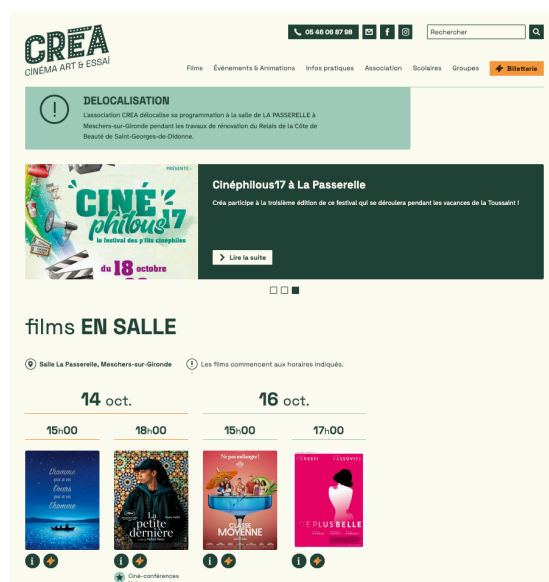 CREÄ
CINÉMA ART & ESSAI
05 46 06 87 98
Rechercher
Films
Événements & Animations
Infos pratiques
Association
Scolaires
Groupes
Billetterie
DELOCALISATION
L'association CREA délocalise sa programmation à la salle de LA PASSERELLE à
Meschers-sur-Gironde pendant les travaux de rénovation du Relais de la Côte de
Beauté de Saint-Georges-de-Didonne.
PRÉSENTE
CINÉ
philous17
le festival des p'tits cinéphiles
du 18 octobre
Cinéphilous17 à La Passerelle
Créa participe à la troisième édition de ce festival qui se déroulera pendant les vacances de la Toussaint !
Lire la suite
films EN SALLE
Salle La Passerelle, Meschers-sur-Gironde
Les films commencent aux horaires indiqués.
14 oct.
16 oct.
15h00
18h00
15h00
17h00
L'homme
qui a vu
l'ours
qui a vu
l'homme
La
petite
dernière
Ne pas mélanger!
CLASSE
MOYENNE
FORESTI
KASSOVITZ
DE PLUS BELLE
Ciné-conférences